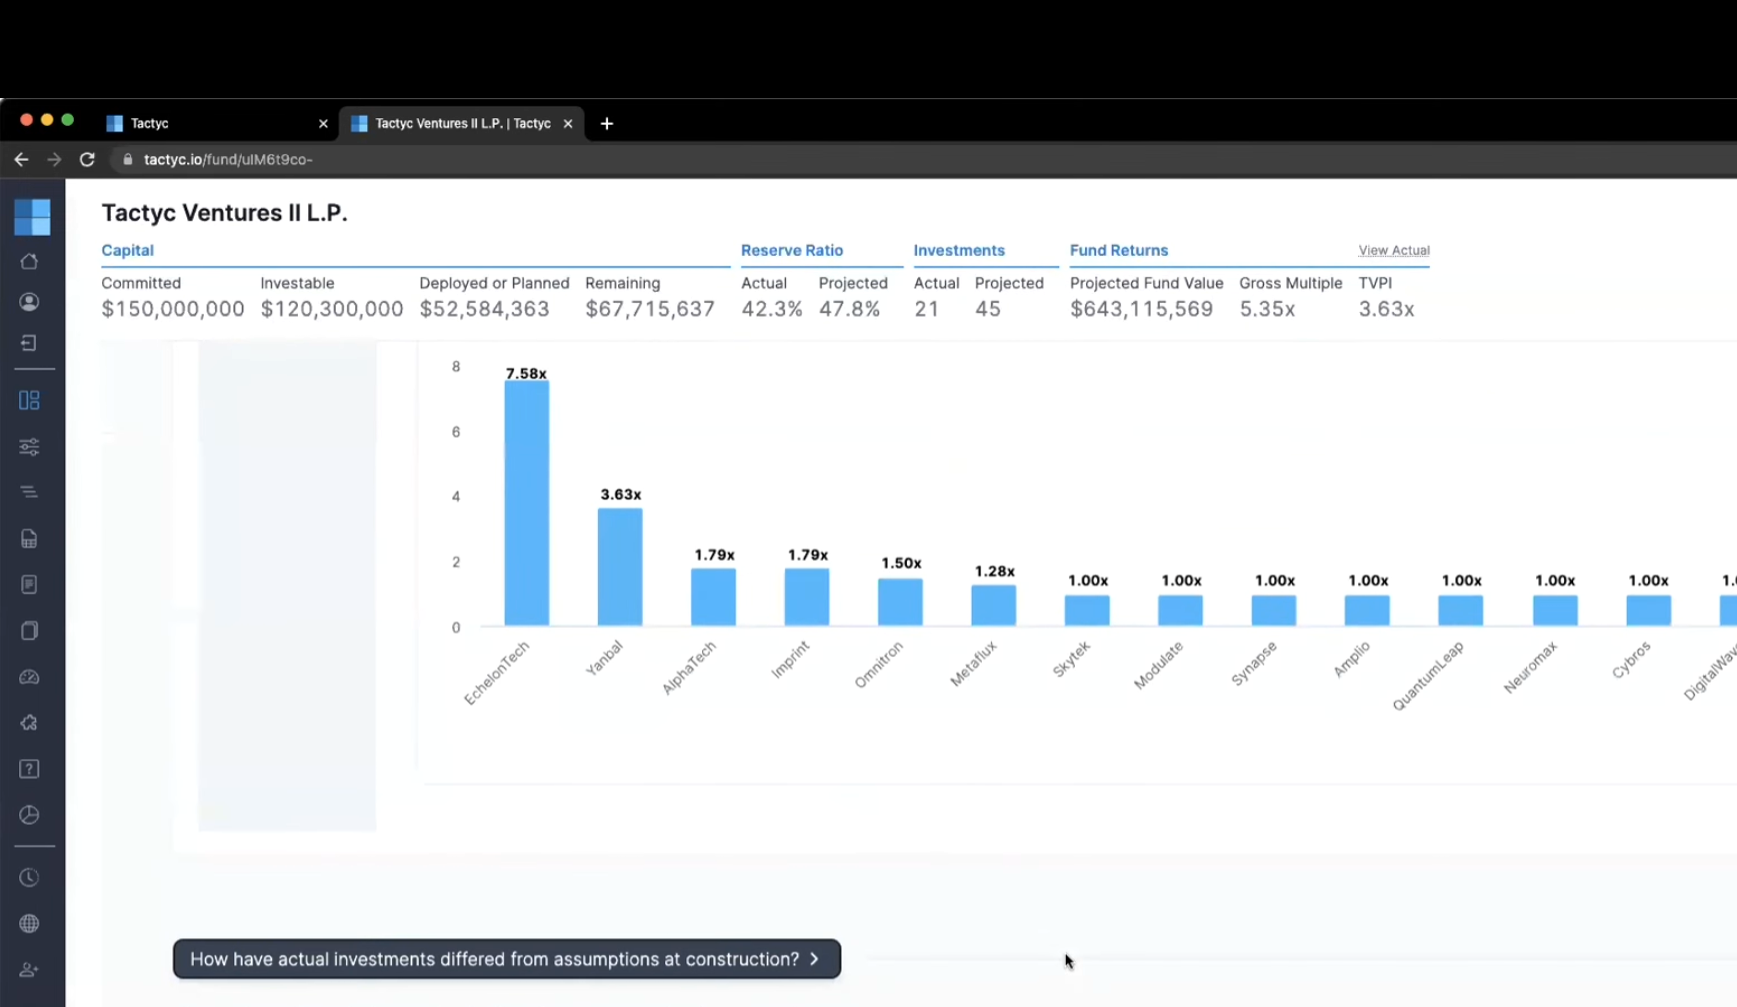 Tactyc
Tactyc Ventures II L.P. | Tactyc
tactyc.io/fund/ulM6t9co-
Tactyc Ventures II L.P.
Capital Reserve Ratio Investments Fund Returns View Actual
Committed Investable Deployed or Planned Remaining Actual Projected Actual Projected Projected Fund Value Gross Multiple TVPI
$150,000,000 $120,300,000 $52,584,363 $67,715,637 42.3% 47.8% 21 45 $643,115,569 5.35x 3.63x
8
6
4
2
0
7.58x
3.63x
1.79x
1.79x
1.50x
1.28x
1.00x
1.00x
1.00x
1.00x
1.00x
1.00x
1.00x
EchelonTech
Yanbal
AlphaTech
Imprint
Omnitron
Metaflux
Skytek
Modulate
Synapse
Amplio
QuantumLeap
Neuromax
Cybros
How have actual investments differed from assumptions at construction? >